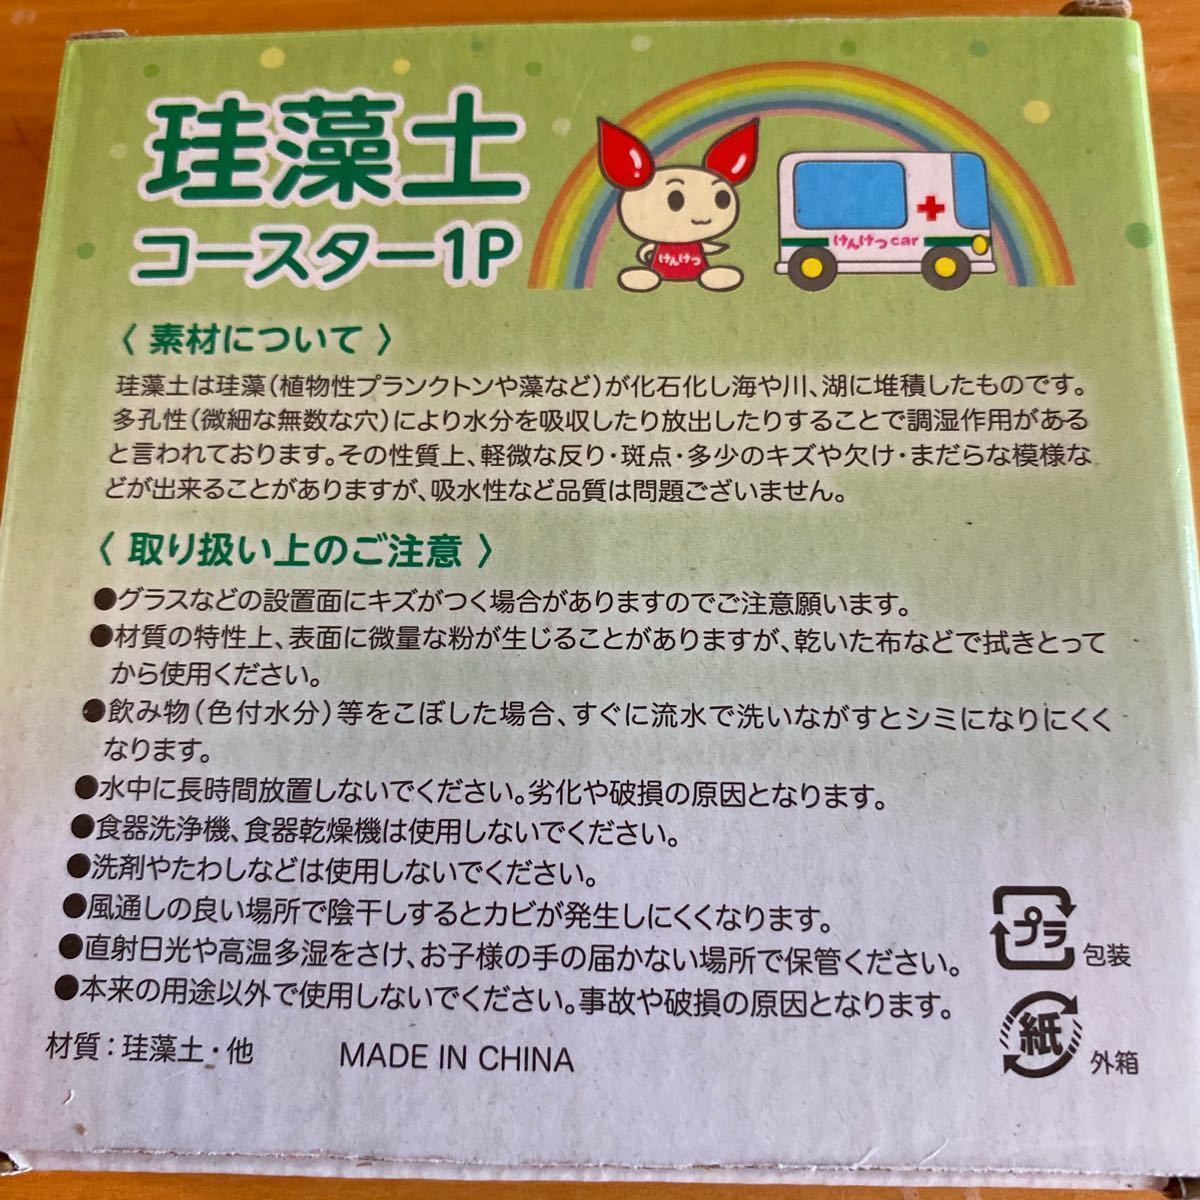 珪藻土
コースター1P
けんけつ
けんけつcar
〈 素材について 〉
珪藻土は珪藻(植物性プランクトンや藻など)が化石化し海や川、湖に堆積したものです。
多孔性(微細な無数な穴)により水分を吸収したり放出したりすることで調湿作用がある
と言われております。その性質上、軽微な反り・斑点・多少のキズや欠け・まだらな模様な
どが出来ることがありますが、吸水性など品質は問題ございません。
〈 取り扱い上のご注意 〉
●グラスなどの設置面にキズがつく場合がありますのでご注意願います。
●材質の特性上、表面に微量な粉が生じることがありますが、乾いた布などで拭きとって
から使用ください。
●飲み物(色付水分)等をこぼした場合、すぐに流水で洗いながすとシミになりにくく
なります。
●水中に長時間放置しないでください。劣化や破損の原因となります。
●食器洗浄機、食器乾燥機は使用しないでください。
●洗剤やたわしなどは使用しないでください。
●風通しの良い場所で陰干しするとカビが発生しにくくなります。
●直射日光や高温多湿をさけ、お子様の手の届かない場所で保管ください。
●本来の用途以外で使用しないでください。事故や破損の原因となります。
材質：珪藻土・他 MADE IN CHINA
プラ 包装
紙 外箱